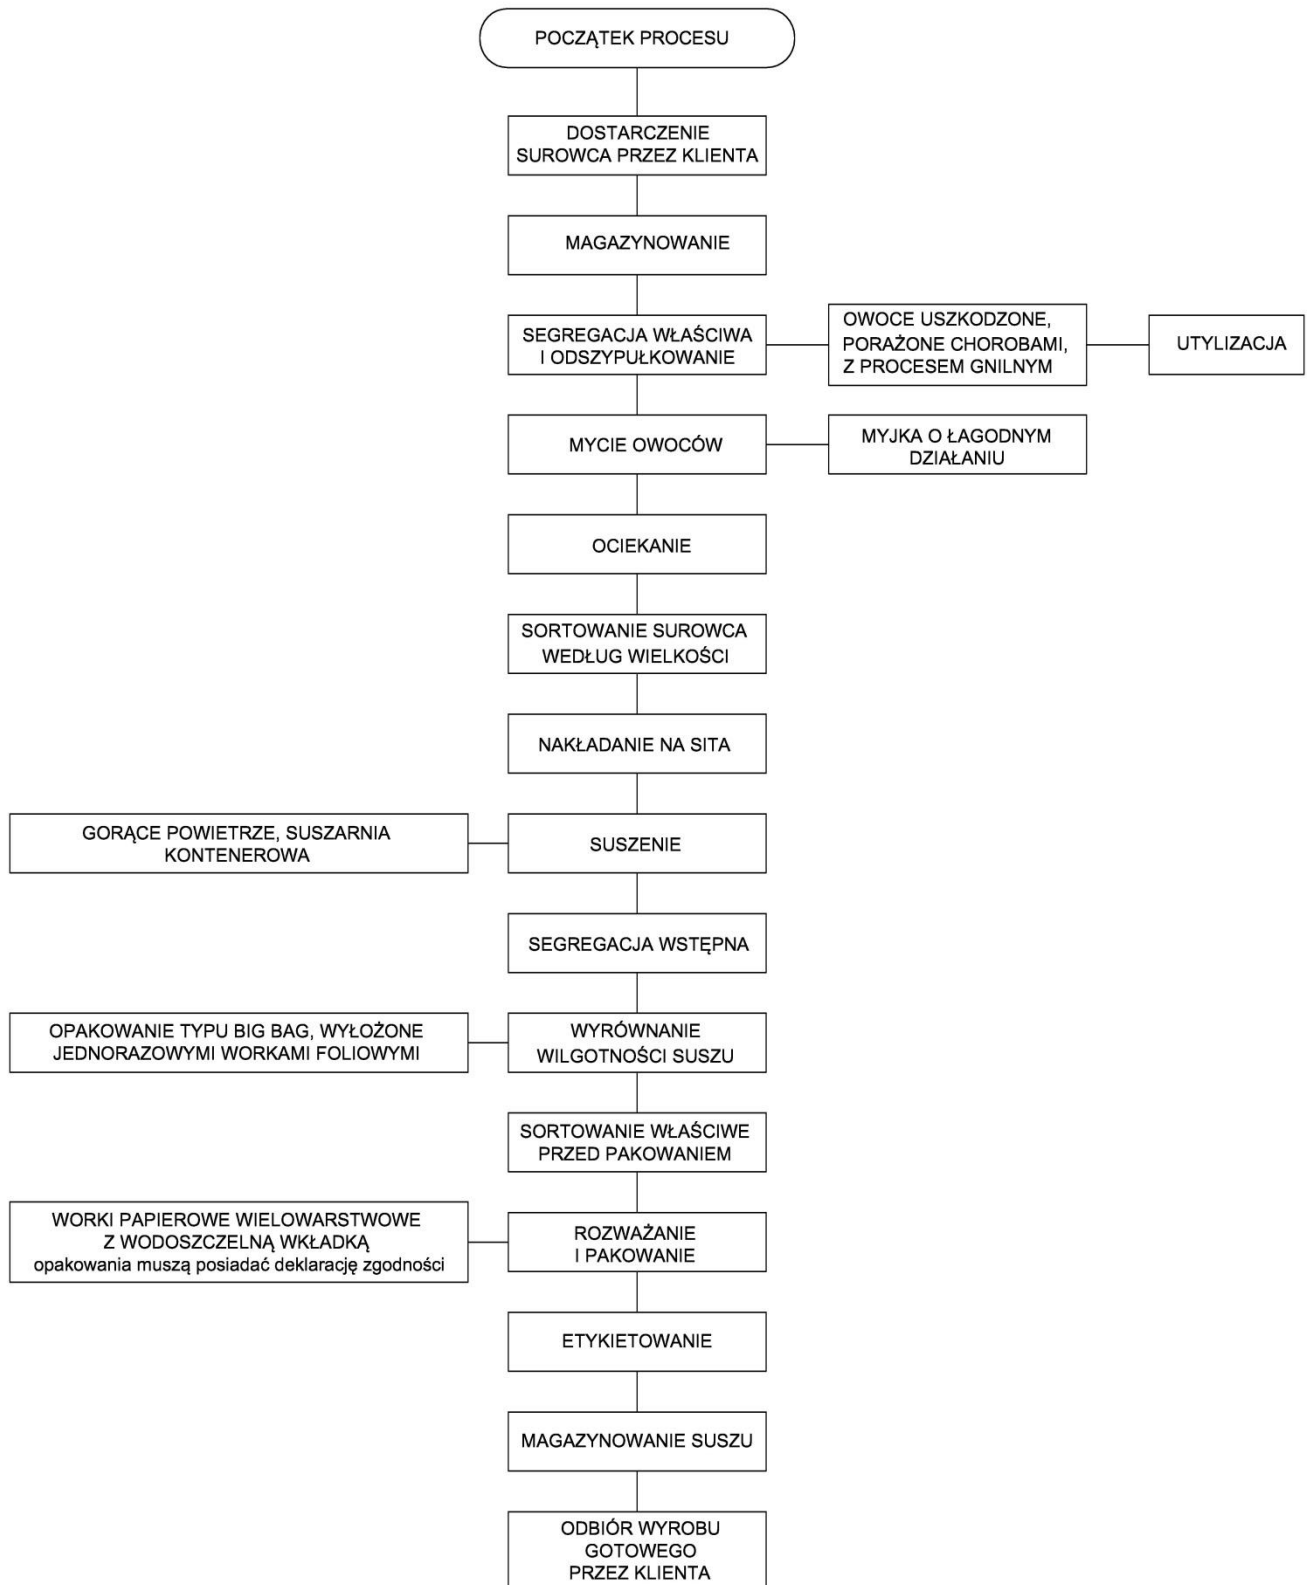 POCZĄTEK PROCESU
DOSTARCZENIE
SUROWCA PRZEZ KLIENTA
MAGAZYNOWANIE
SEGREGACJA WŁAŚCIWA
I ODSZYPUŁKOWANIE
OWOCE USZKODZONE,
PORAŻONE CHOROBAMI,
Z PROCESEM GNILNYM
UTYLIZACJA
MYCIE OWOCÓW
MYJKA O ŁAGODNYM
DZIAŁANIU
OCIEKANIE
SORTOWANIE SUROWCA
WEDŁUG WIELKOŚCI
NAKŁADANIE NA SITA
GORĄCE POWIETRZE, SUSZARNIA
KONTENEROWA
SUSZENIE
SEGREGACJA WSTĘPNA
OPAKOWANIE TYPU BIG BAG, WYŁOŻONE
JEDNORAZOWYMI WORKAMI FOLIOWYMI
WYRÓWNANIE
WILGOTNOŚCI SUSZU
SORTOWANIE WŁAŚCIWE
PRZED PAKOWANIEM
WORKI PAPIEROWE WIELOWARSTWOWE
Z WODOSZCZELNĄ WKŁADKĄ
opakowania muszą posiadać deklarację zgodności
ROZWAŻANIE
I PAKOWANIE
ETYKIETOWANIE
MAGAZYNOWANIE SUSZU
ODBIÓR WYROBU
GOTOWEGO
PRZEZ KLIENTA